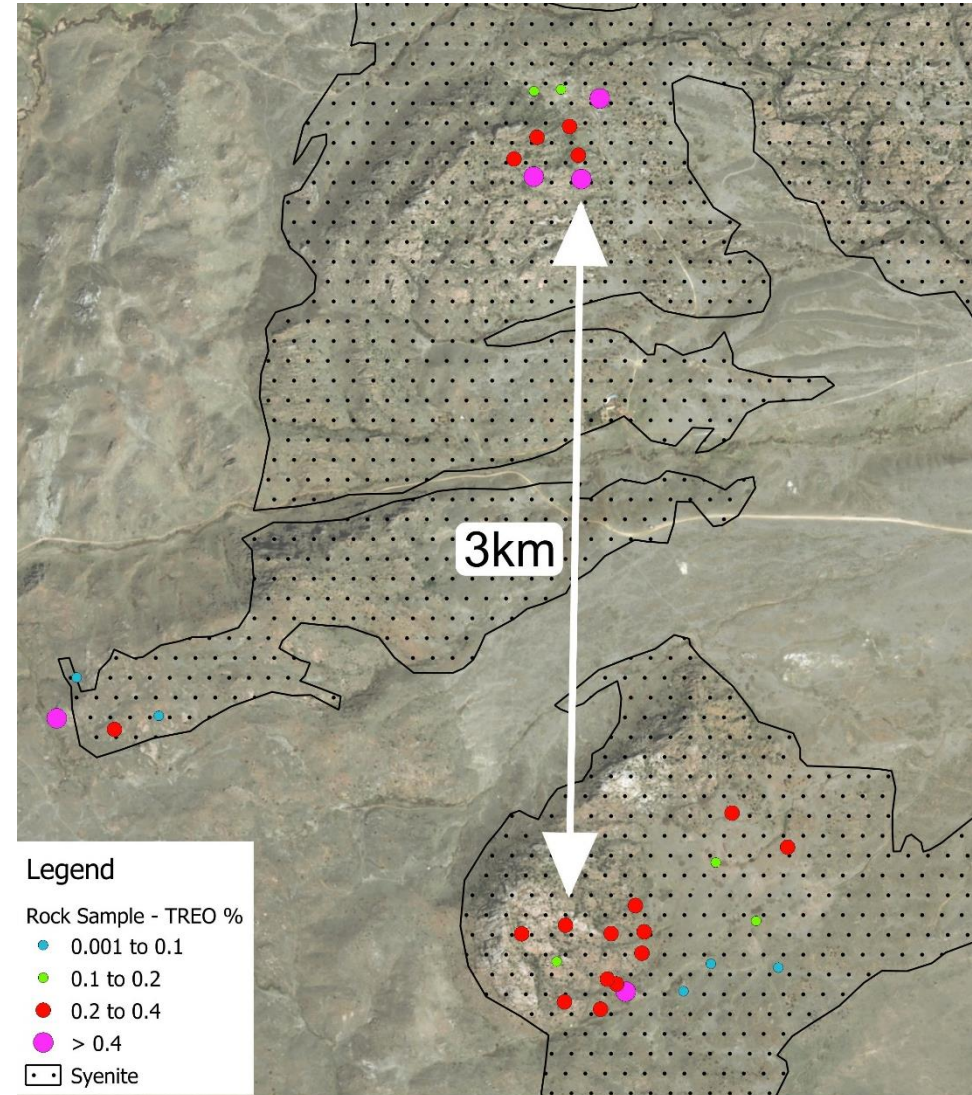 3km
Legend
Rock Sample - TREO %
0.001 to 0.1
0.1 to 0.2
0.2 to 0.4
> 0.4
Syenite